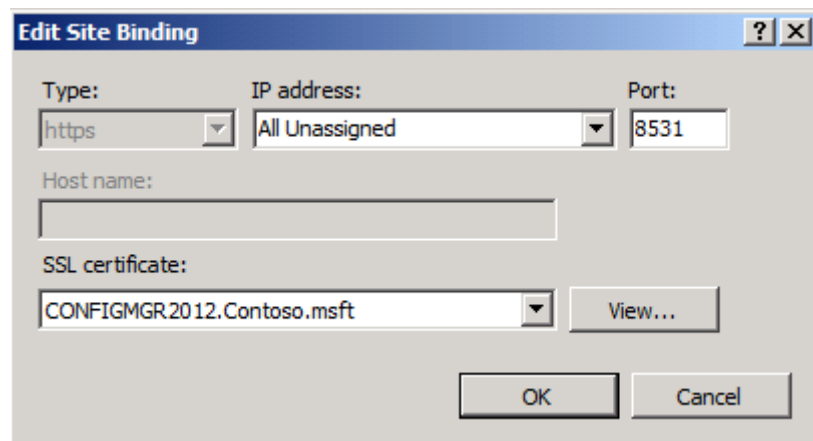 Edit Site Binding
Type: IP address: Port:
https All Unassigned 8531
Host name:
SSL certificate:
CONFIGMGR2012.Contoso.msft View...
OK Cancel